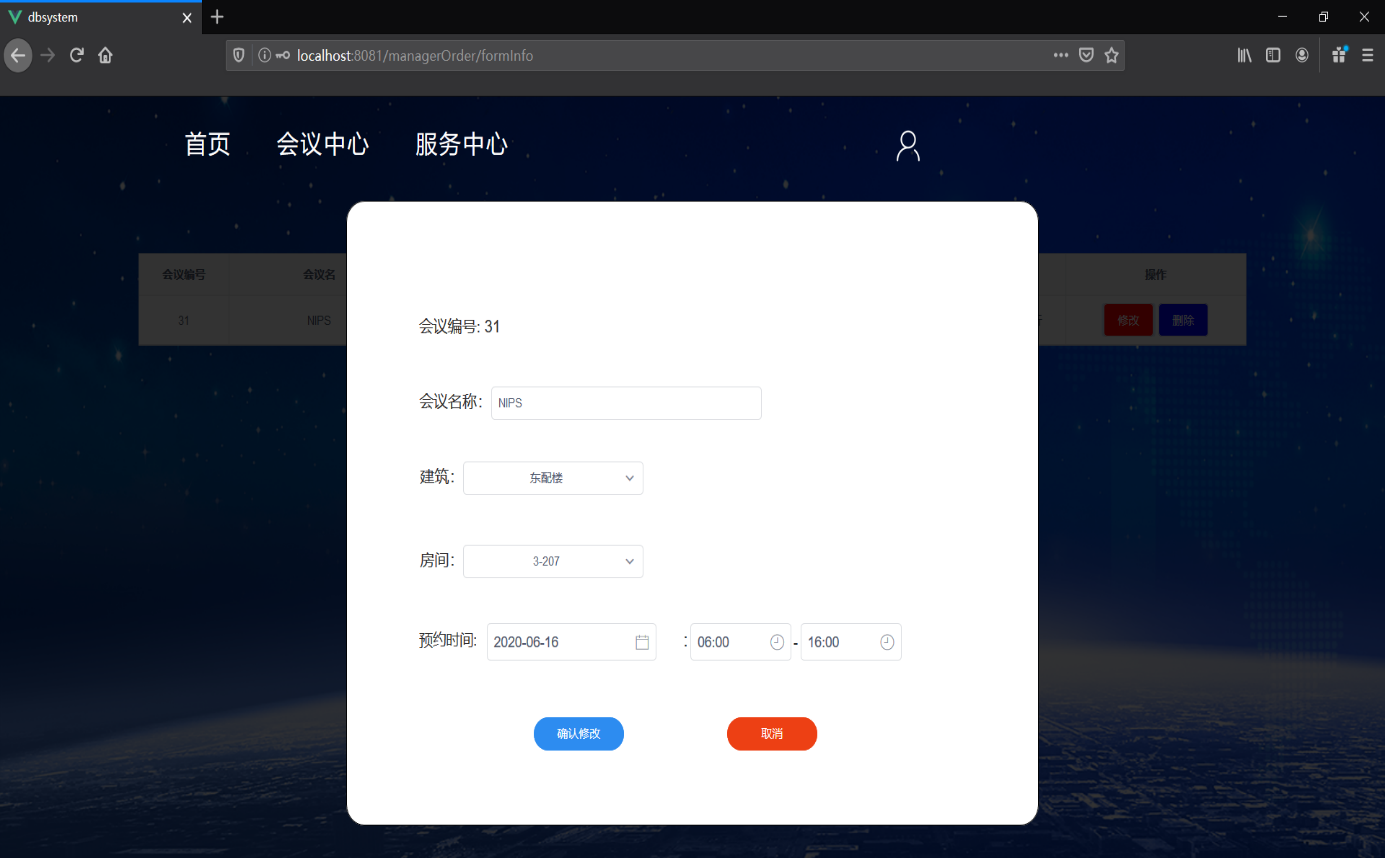 dbsystem
localhost:8081/managerOrder/formInfo
首页 会议中心 服务中心
会议编号 会议名 操作
31 NIPS 修改 删除
会议编号: 31
会议名称： NIPS
建筑： 东配楼
房间： 3-207
预约时间: 2020-06-16 : 06:00 - 16:00
确认修改 取消